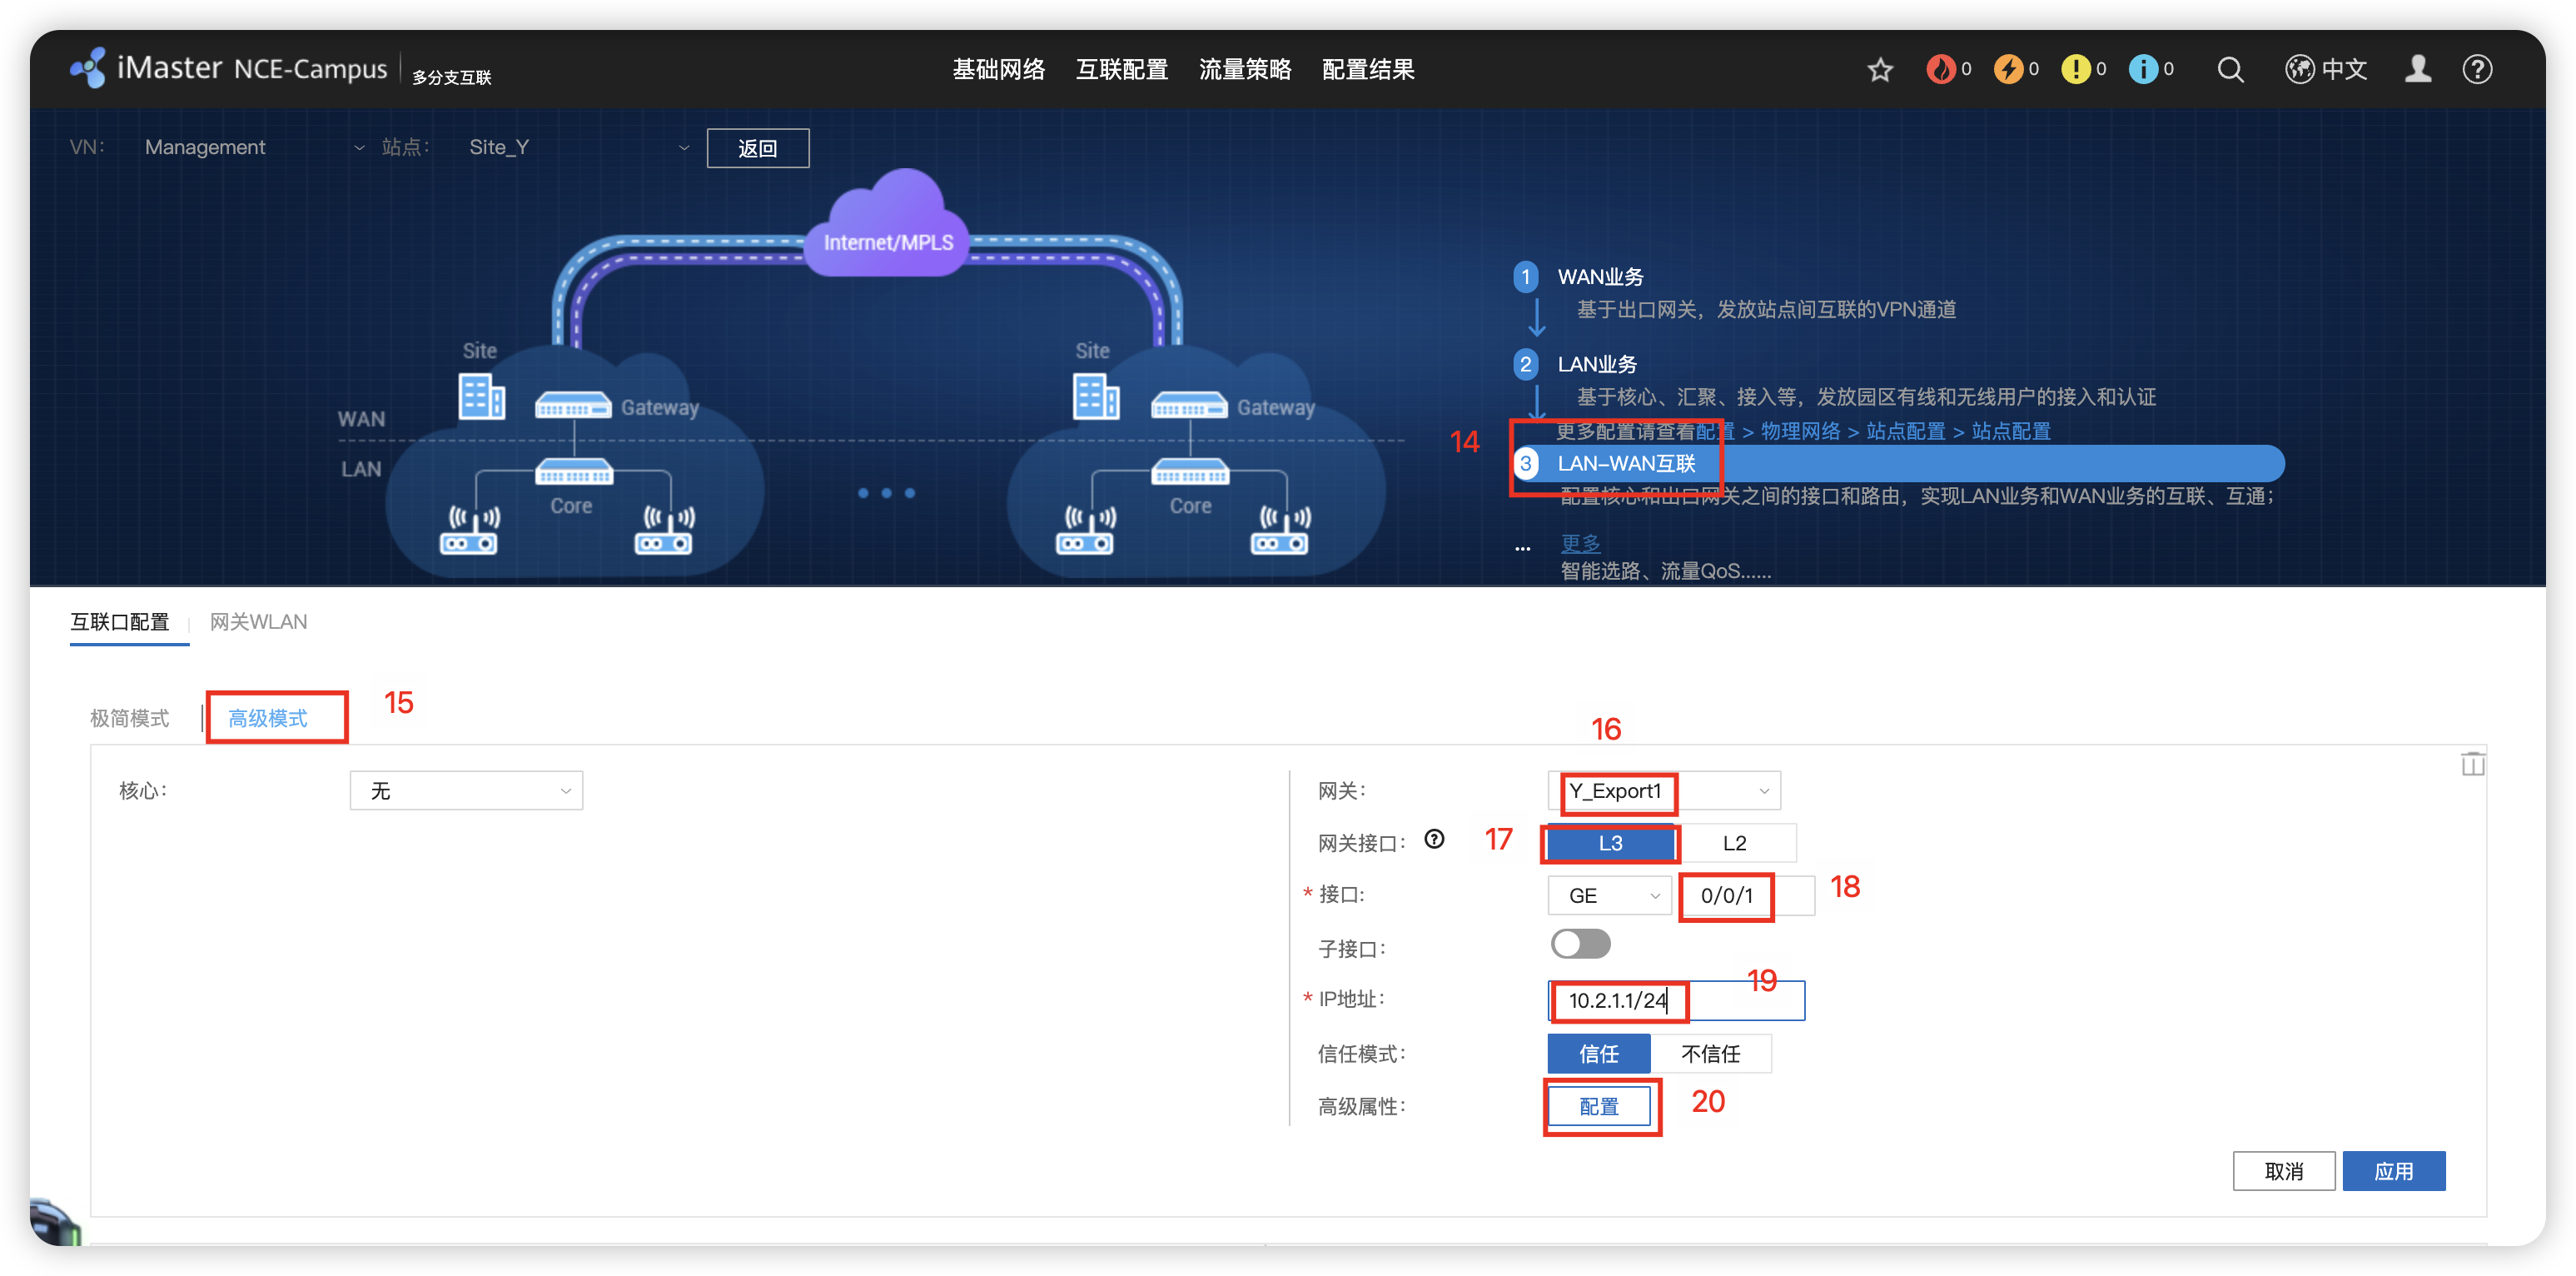 iMaster NCE-Campus 多分支互联 基础网络 互联配置 流量策略 配置结果 0 0 0 0 中文
VN: Management 站点: Site_Y 返回
Internet/MPLS
1 WAN业务
基于出口网关，发放站点间互联的VPN通道
2 LAN业务
基于核心、汇聚、接入等，发放园区有线和无线用户的接入和认证
更多配置请查看配置 > 物理网络 > 站点配置 > 站点配置
14
3 LAN-WAN互联
配置核心和出口网关之间的接口和路由，实现LAN业务和WAN业务的互联、互通；
... 更多
智能选路、流量QoS......
Site Site
Gateway Gateway
WAN
LAN
Core Core
互联口配置 网关WLAN
极简模式 高级模式 15
16
核心: 无
网关: Y_Export1
网关接口: 17 L3 L2
* 接口: GE 0/0/1 18
子接口:
19
* IP地址: 10.2.1.1/24
信任模式: 信任 不信任
高级属性: 配置 20
取消 应用